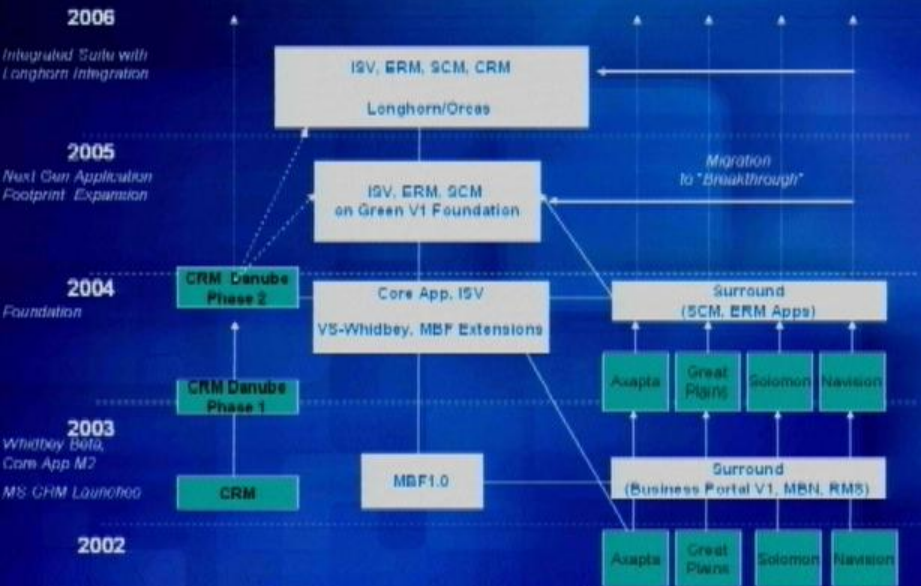 2006
Integrated Suite with
Longhorn Integration
ISV, ERM, SCM, CRM
Longhorn/Orcas
2005
Next Gen Application
Footprint Expansion
ISV, ERM, SCM
on Green V1 Foundation
Migration
to "Breakthrough"
2004
Foundation
CRM Danube
Phase 2
Core App, ISV
VS-Whidbey, MBF Extensions
Surround
(SCM, ERM Apps)
Axapta
Great
Plains
Solomon
Navision
CRM Danube
Phase 1
2003
Whidbey Beta,
Core App M2
MS CRM Launched
CRM
MBF1.0
Surround
(Business Portal V1, MBN, RMS)
2002
Axapta
Great
Plains
Solomon
Navision